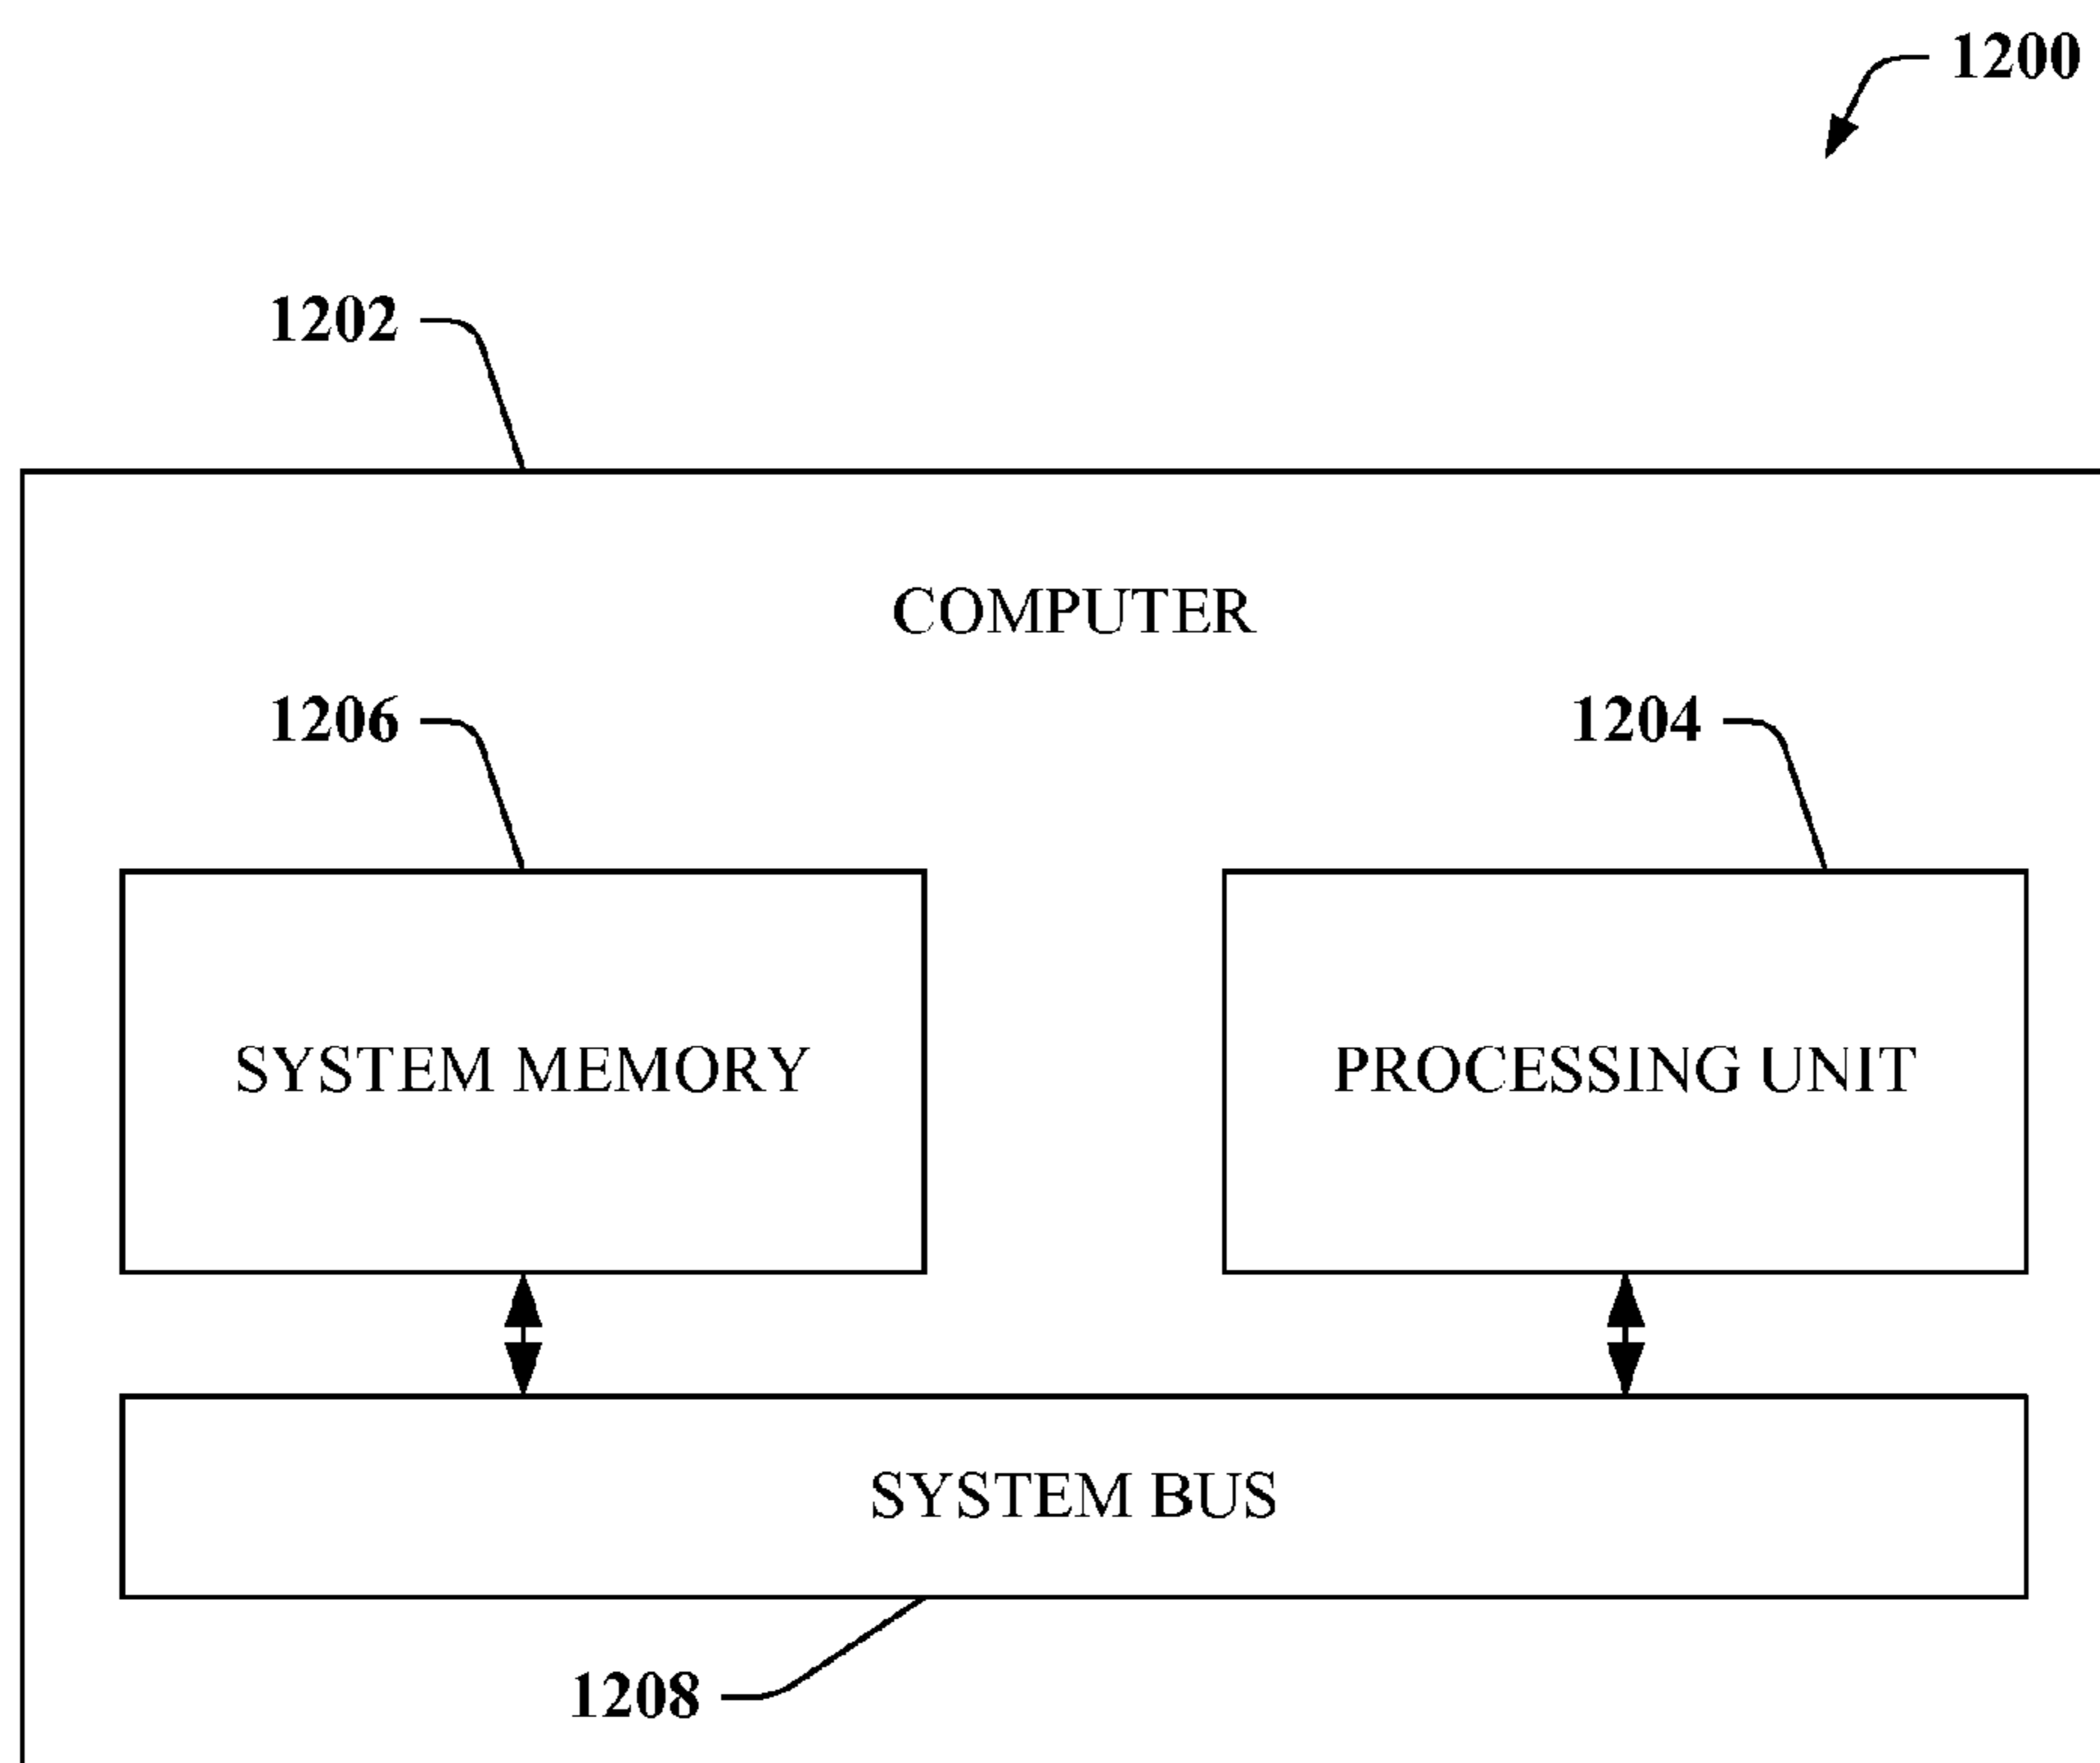 1200
1202
COMPUTER
1206
1204
SYSTEM MEMORY
PROCESSING UNIT
SYSTEM BUS
1208